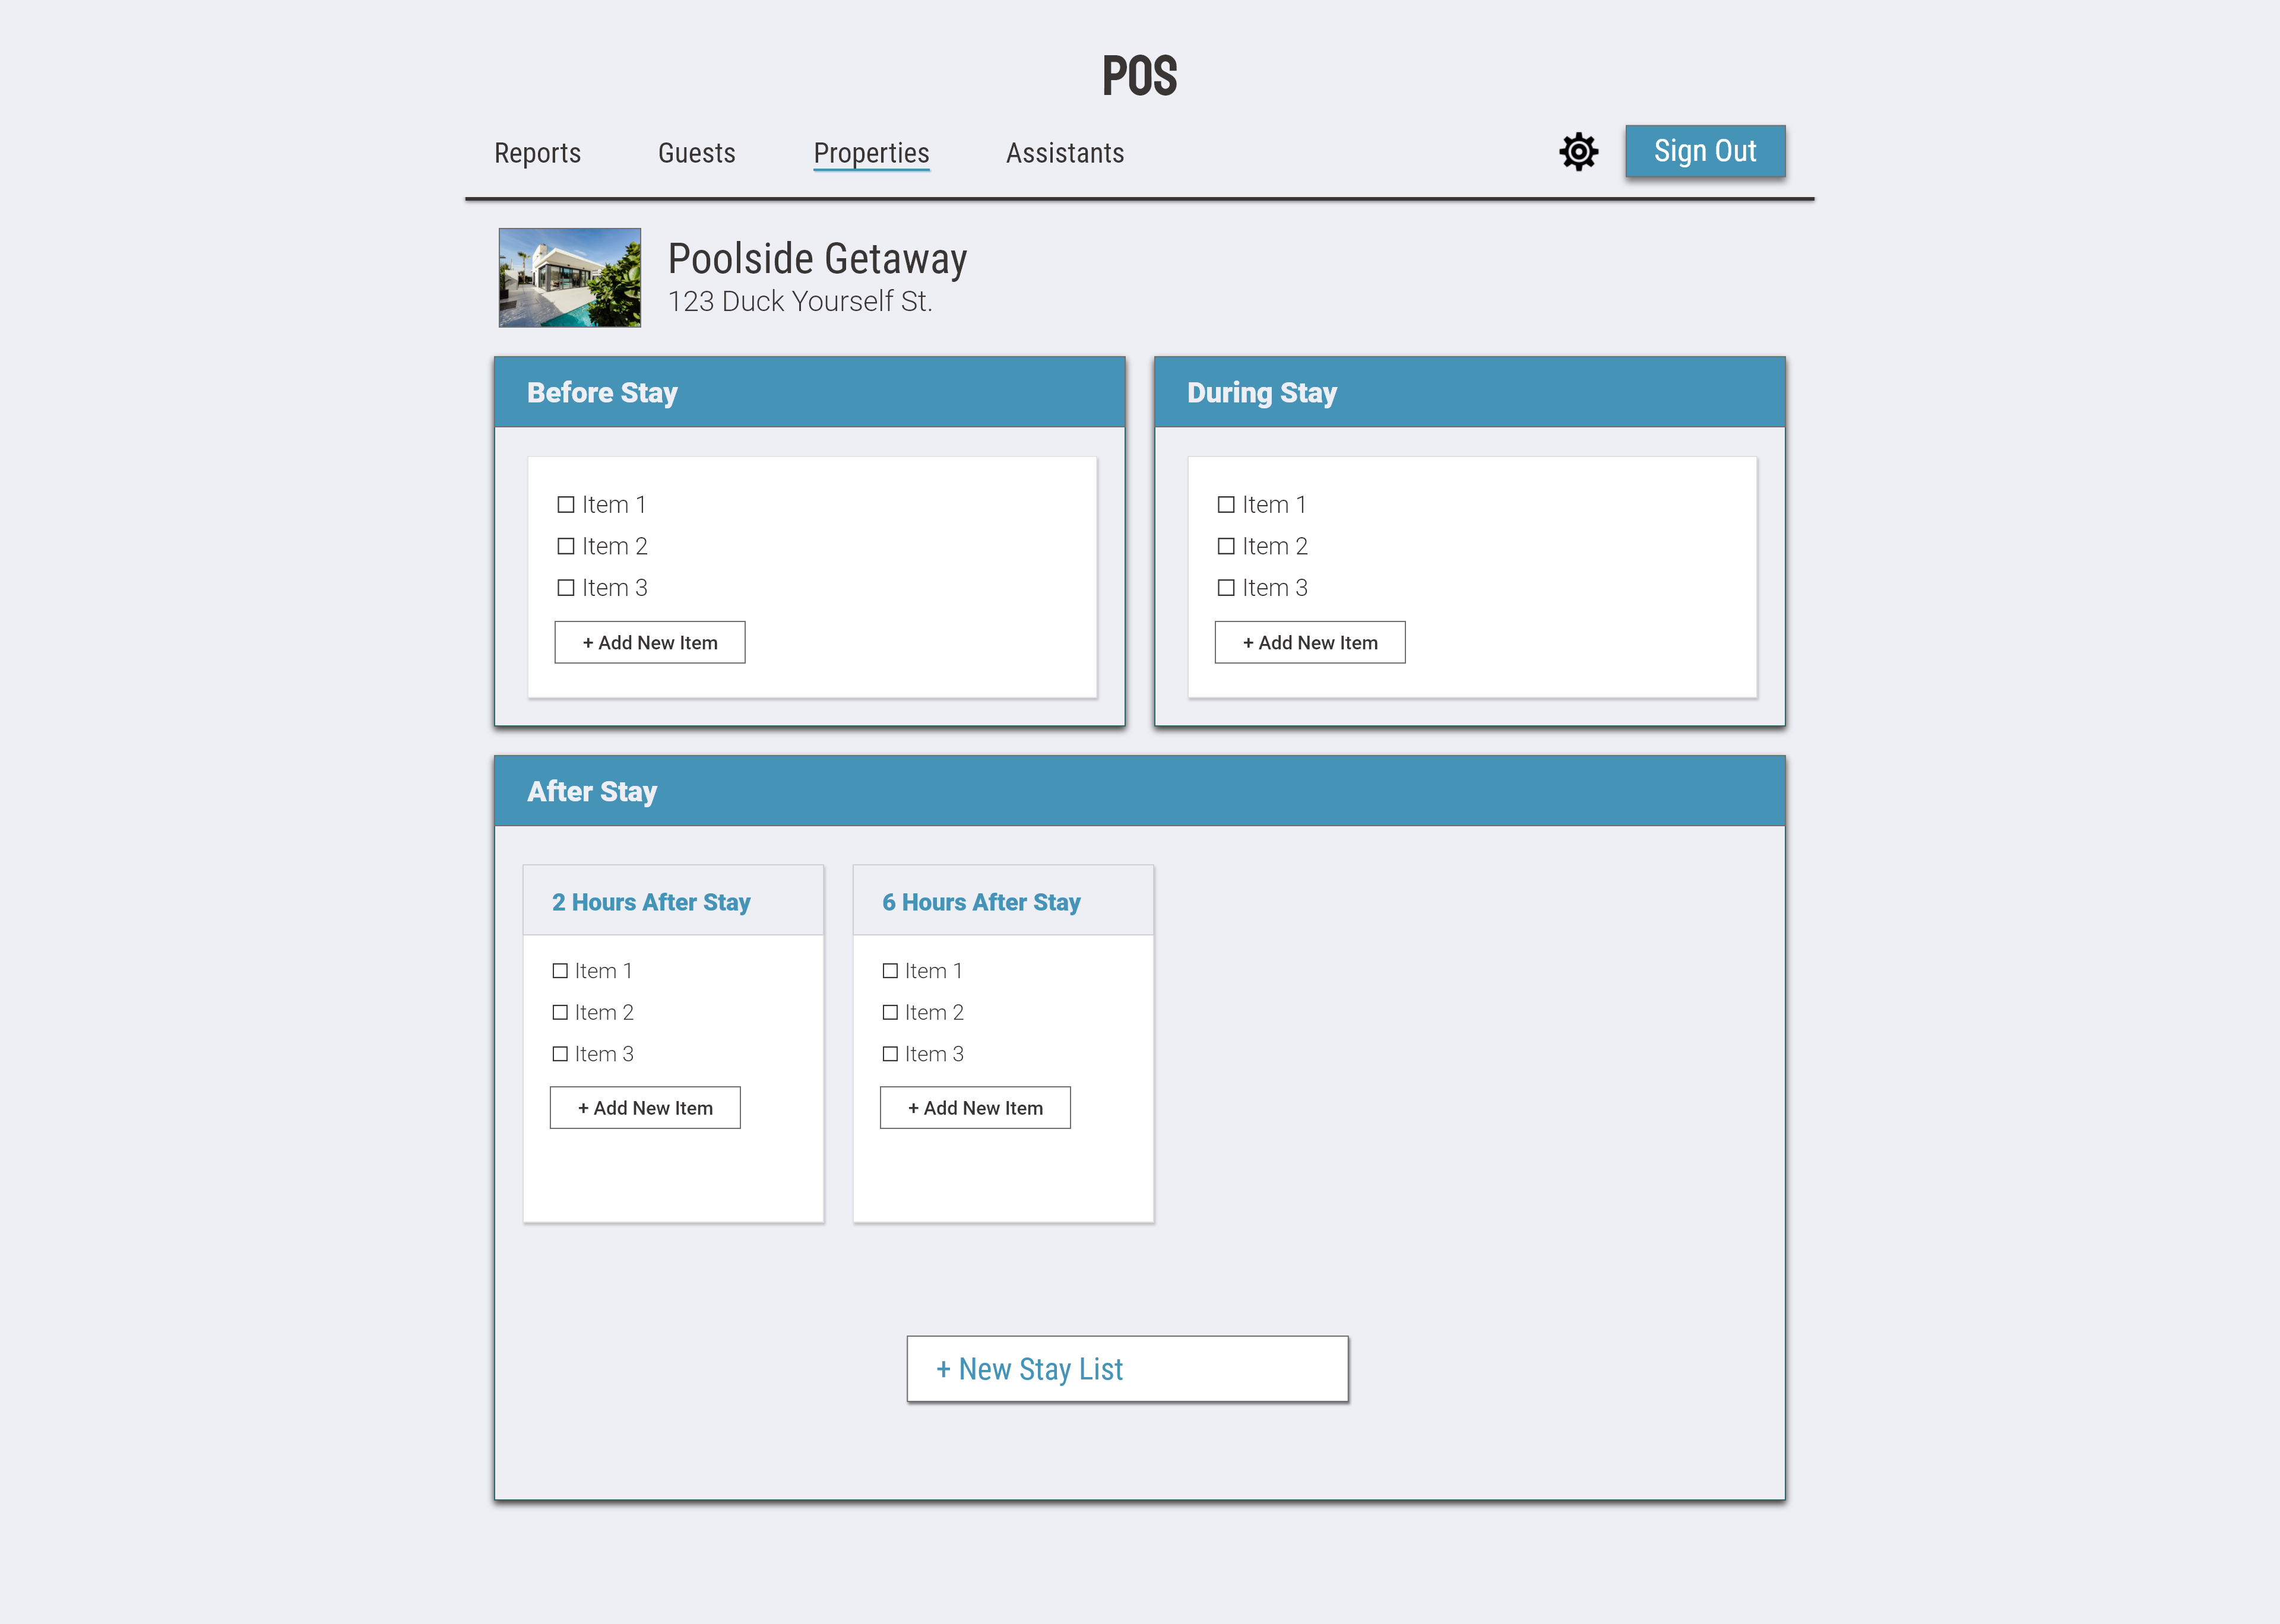 POS
Reports
Guests
Properties
Assistants
Sign Out
Poolside Getaway
123 Duck Yourself St.
Before Stay
Item 1
Item 2
Item 3
+ Add New Item
During Stay
Item 1
Item 2
Item 3
+ Add New Item
After Stay
2 Hours After Stay
Item 1
Item 2
Item 3
+ Add New Item
6 Hours After Stay
Item 1
Item 2
Item 3
+ Add New Item
+ New Stay List